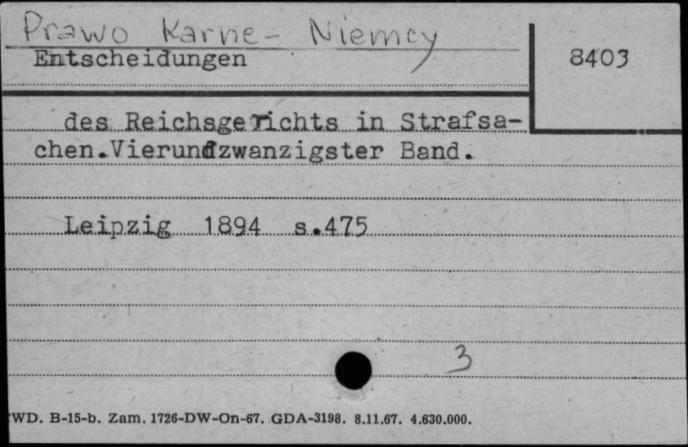 Prawo Karne - Niemcy
Entscheidungen
8403
des Reichsgerichts in Strafsa-
chen.Vierundzwanzigster Band.
Leipzig 1894 s.475
3
WD. B-15-b. Zam. 1726-DW-On-67. GDA-3198. 8.11.67. 4.630.000.